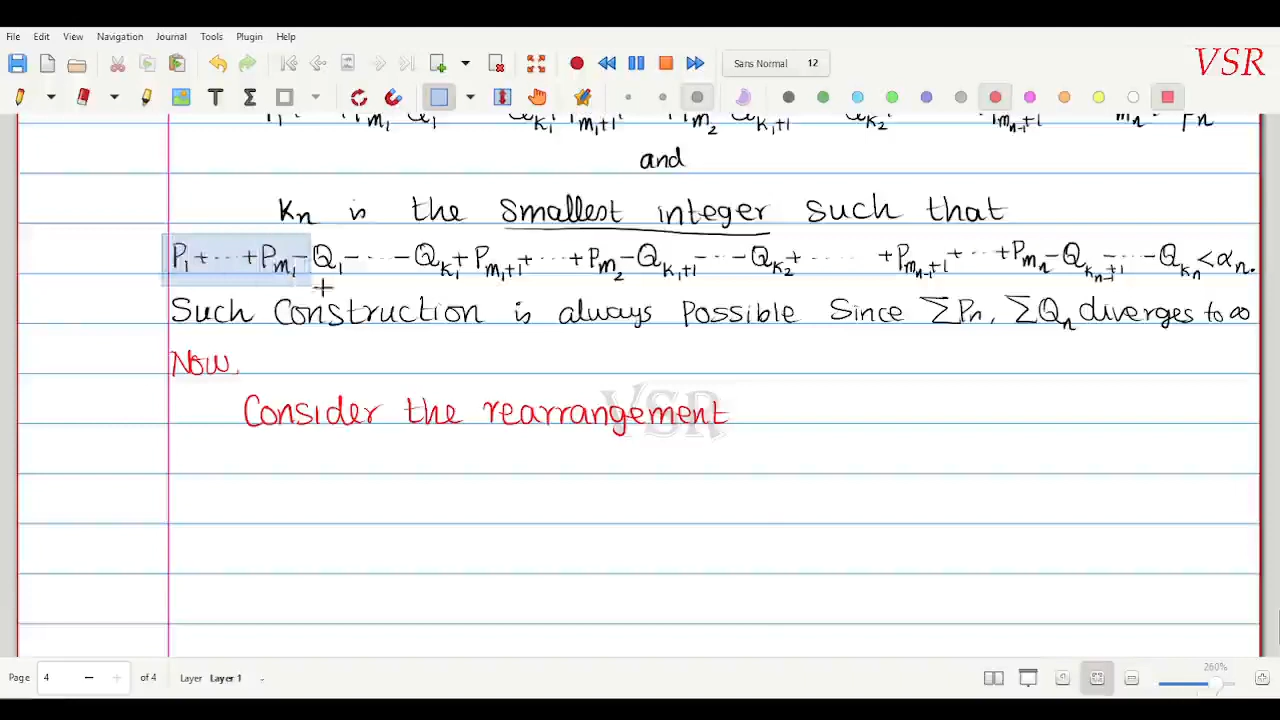 File Edit View Navigation Journal Tools Plugin Help
VSR
Sans Normal 12
and
Kn is the smallest integer such that
P1+···+Pm1-Q1-···-Qk1+Pm1+1+···+Pm2-Qk1+1-···-Qk2+······+Pmn-1+1+···+Pmn-Qkn-1+1-···-Qkn<αn.
Such Construction is always Possible Since ΣPn, ΣQn diverges to ∞
Now,
Consider the rearrangement
VSR
Page 4 of 4 Layer Layer 1 260%